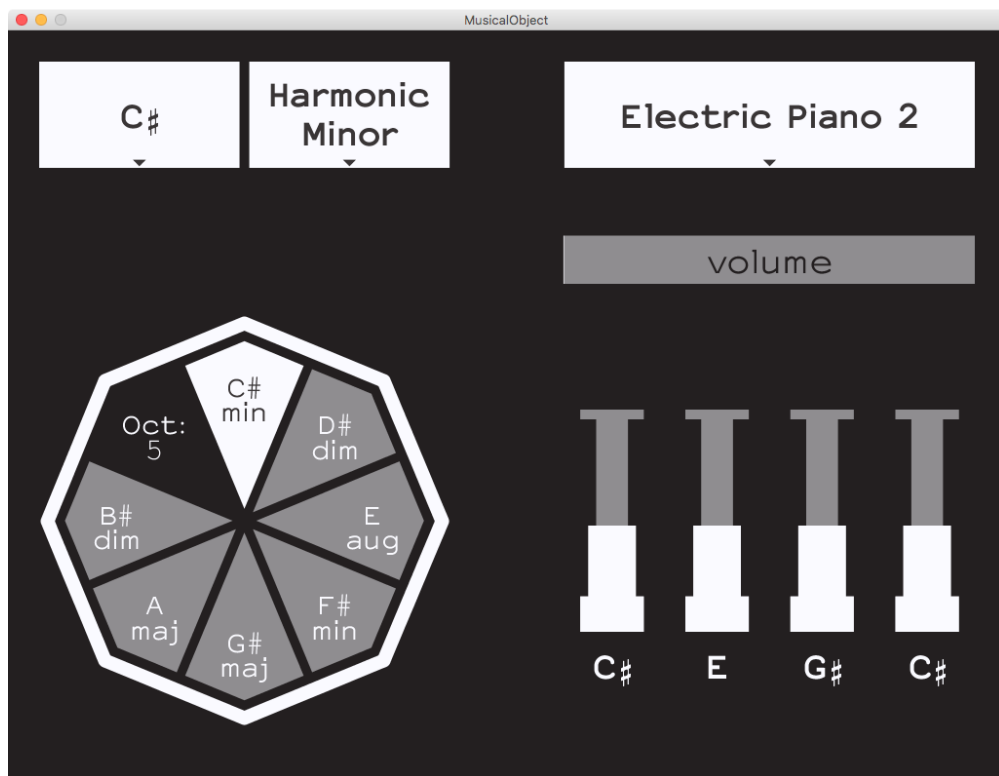 MusicalObject
C♯
Harmonic
Minor
Electric Piano 2
volume
C#
min
Oct:
5
D#
dim
B#
dim
E
aug
A
maj
F#
min
G#
maj
C♯ E G♯ C♯